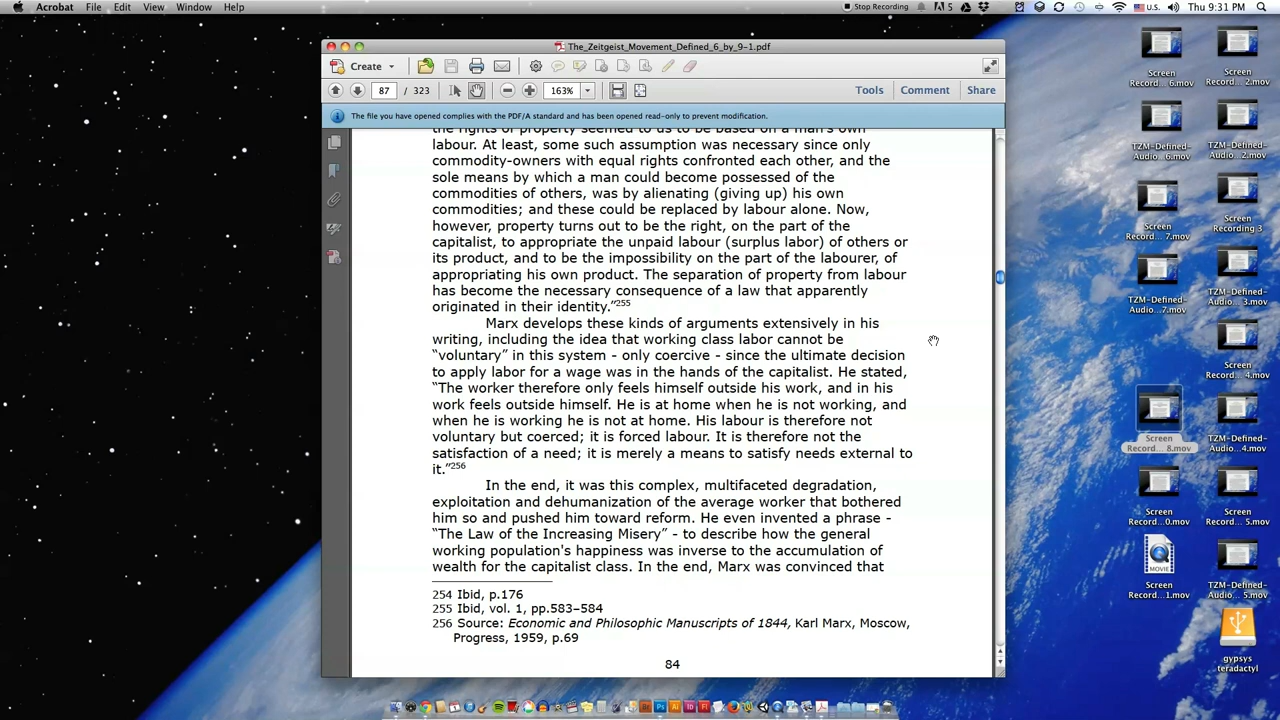 Acrobat File Edit View Window Help
Stop Recording 5 U.S. Thu 9:31 PM
The_Zeitgeist_Movement_Defined_6_by_9-1.pdf
Create
87 / 323 163% Tools Comment Share
The file you have opened complies with the PDF/A standard and has been opened read-only to prevent modification.
the rights of property seemed to us to be based on a man's own
labour. At least, some such assumption was necessary since only
commodity-owners with equal rights confronted each other, and the
sole means by which a man could become possessed of the
commodities of others, was by alienating (giving up) his own
commodities; and these could be replaced by labour alone. Now,
however, property turns out to be the right, on the part of the
capitalist, to appropriate the unpaid labour (surplus labor) of others or
its product, and to be the impossibility on the part of the labourer, of
appropriating his own product. The separation of property from labour
has become the necessary consequence of a law that apparently
originated in their identity.”255
Marx develops these kinds of arguments extensively in his
writing, including the idea that working class labor cannot be
“voluntary” in this system - only coercive - since the ultimate decision
to apply labor for a wage was in the hands of the capitalist. He stated,
“The worker therefore only feels himself outside his work, and in his
work feels outside himself. He is at home when he is not working, and
when he is working he is not at home. His labour is therefore not
voluntary but coerced; it is forced labour. It is therefore not the
satisfaction of a need; it is merely a means to satisfy needs external to
it.”256
In the end, it was this complex, multifaceted degradation,
exploitation and dehumanization of the average worker that bothered
him so and pushed him toward reform. He even invented a phrase -
“The Law of the Increasing Misery” - to describe how the general
working population's happiness was inverse to the accumulation of
wealth for the capitalist class. In the end, Marx was convinced that
254 Ibid, p.176
255 Ibid, vol. 1, pp.583–584
256 Source: Economic and Philosophic Manuscripts of 1844, Karl Marx, Moscow,
Progress, 1959, p.69
84
Screen
Record... 6.mov
Screen
Record... 2.mov
TZM-Defined-
Audio... 6.mov
TZM-Defined-
Audio... 2.mov
Screen
Record... 7.mov
Screen
Recording 3
TZM-Defined-
Audio... 7.mov
TZM-Defined-
Audio... 3.mov
Screen
Record... 4.mov
Screen
Record... 8.mov
TZM-Defined-
Audio... 4.mov
Screen
Record...0.mov
Screen
Record... 5.mov
MOVIE
Screen
Record...1.mov
TZM-Defined-
Audio... 5.mov
gypsys
teradactyl